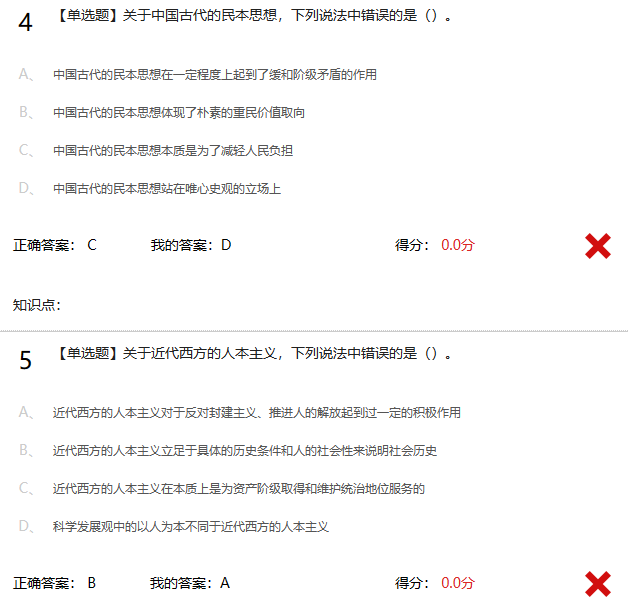 4 【单选题】关于中国古代的民本思想，下列说法中错误的是（）。
A、 中国古代的民本思想在一定程度上起到了缓和阶级矛盾的作用
B、 中国古代的民本思想体现了朴素的重民价值取向
C、 中国古代的民本思想本质是为了减轻人民负担
D、 中国古代的民本思想站在唯心史观的立场上
正确答案： C 我的答案：D 得分： 0.0分
知识点：
5 【单选题】关于近代西方的人本主义，下列说法中错误的是（）。
A、 近代西方的人本主义对于反对封建主义、推进人的解放起到过一定的积极作用
B、 近代西方的人本主义立足于具体的历史条件和人的社会性来说明社会历史
C、 近代西方的人本主义在本质上是为资产阶级取得和维护统治地位服务的
D、 科学发展观中的以人为本不同于近代西方的人本主义
正确答案： B 我的答案：A 得分： 0.0分